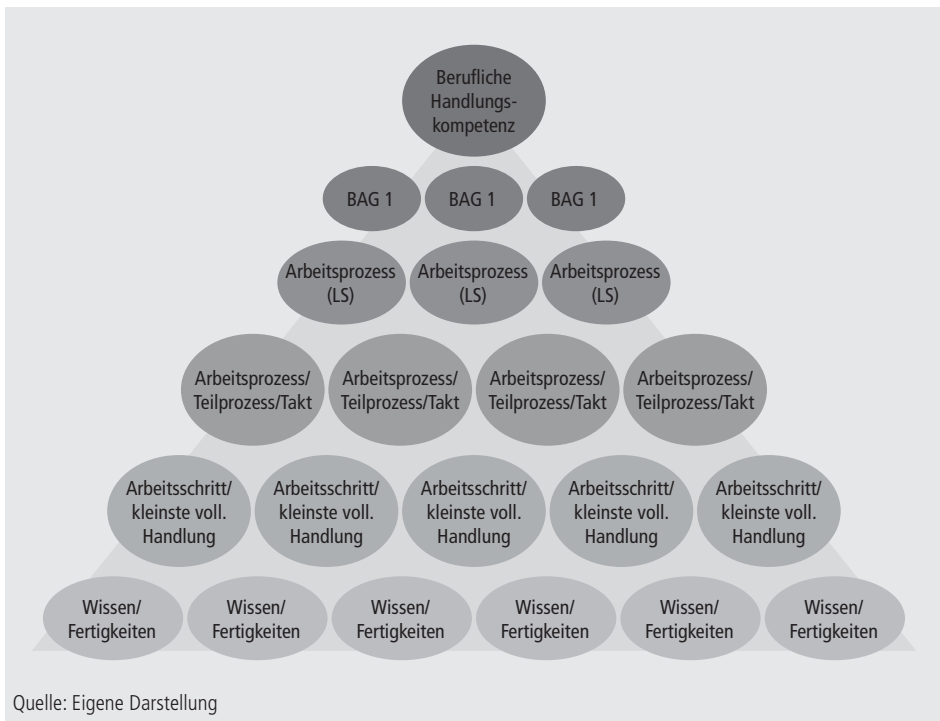 Berufliche
Handlungs-
kompetenz
BAG 1
BAG 1
BAG 1
Arbeitsprozess
(LS)
Arbeitsprozess
(LS)
Arbeitsprozess
(LS)
Arbeitsprozess/
Teilprozess/Takt
Arbeitsprozess/
Teilprozess/Takt
Arbeitsprozess/
Teilprozess/Takt
Arbeitsprozess/
Teilprozess/Takt
Arbeitsschritt/
kleinste voll.
Handlung
Arbeitsschritt/
kleinste voll.
Handlung
Arbeitsschritt/
kleinste voll.
Handlung
Arbeitsschritt/
kleinste voll.
Handlung
Arbeitsschritt/
kleinste voll.
Handlung
Wissen/
Fertigkeiten
Wissen/
Fertigkeiten
Wissen/
Fertigkeiten
Wissen/
Fertigkeiten
Wissen/
Fertigkeiten
Wissen/
Fertigkeiten
Quelle: Eigene Darstellung